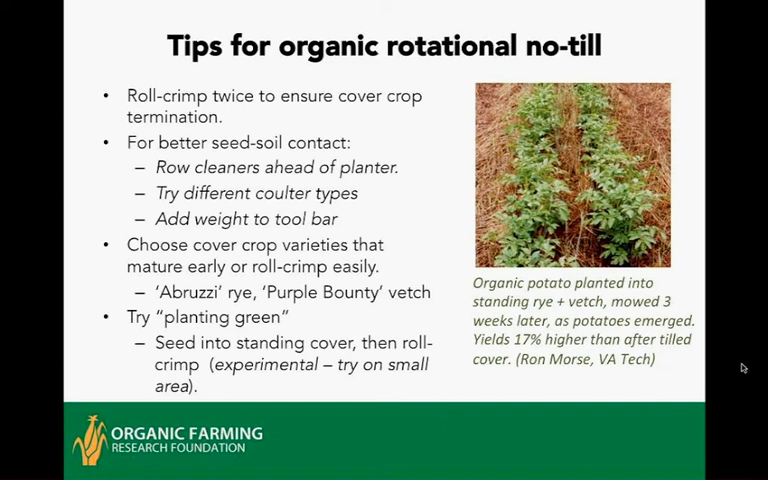 Tips for organic rotational no-till
• Roll-crimp twice to ensure cover crop
termination.
• For better seed-soil contact:
– Row cleaners ahead of planter.
– Try different coulter types
– Add weight to tool bar
• Choose cover crop varieties that
mature early or roll-crimp easily.
– ‘Abruzzi’ rye, ‘Purple Bounty’ vetch
• Try “planting green”
– Seed into standing cover, then roll-
crimp (experimental – try on small
area).
Organic potato planted into
standing rye + vetch, mowed 3
weeks later, as potatoes emerged.
Yields 17% higher than after tilled
cover. (Ron Morse, VA Tech)
ORGANIC FARMING
RESEARCH FOUNDATION